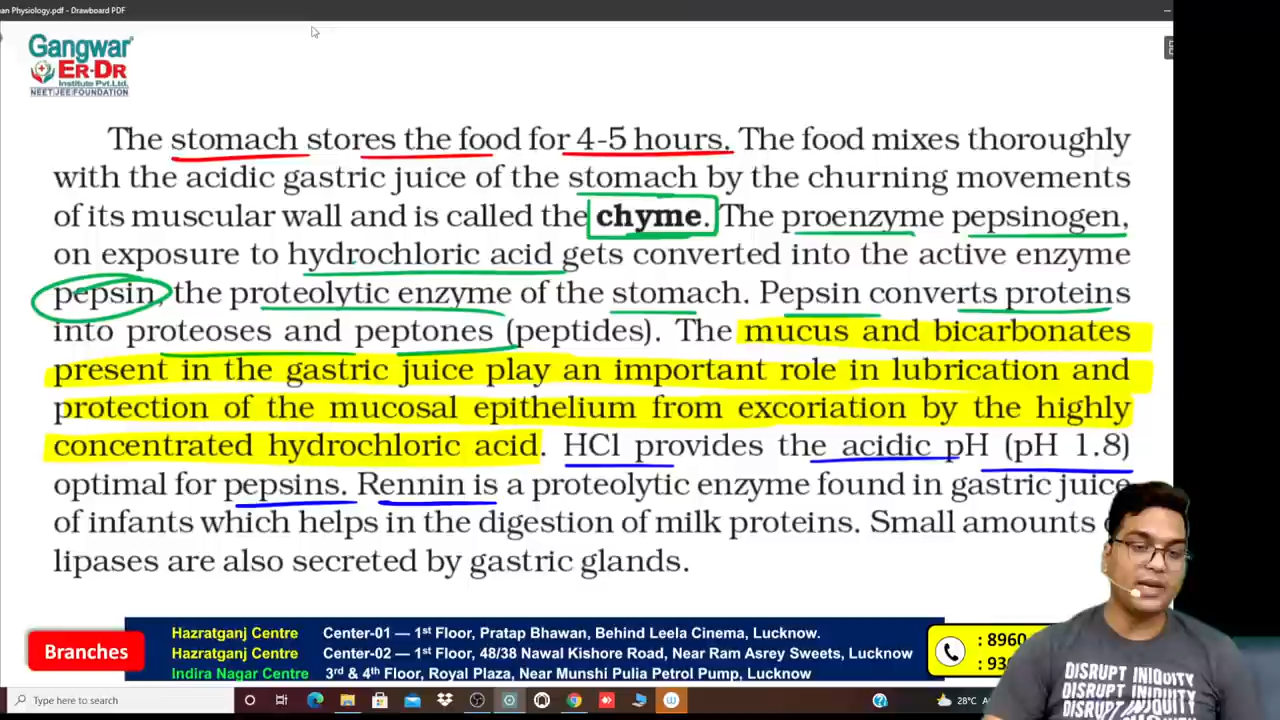 an Physiology.pdf - Drawboard PDF
Gangwar
ER-DR
Institute Pvt.Ltd.
NEET|JEE|FOUNDATION
The stomach stores the food for 4-5 hours. The food mixes thoroughly
with the acidic gastric juice of the stomach by the churning movements
of its muscular wall and is called the chyme. The proenzyme pepsinogen,
on exposure to hydrochloric acid gets converted into the active enzyme
pepsin, the proteolytic enzyme of the stomach. Pepsin converts proteins
into proteoses and peptones (peptides). The mucus and bicarbonates
present in the gastric juice play an important role in lubrication and
protection of the mucosal epithelium from excoriation by the highly
concentrated hydrochloric acid. HCl provides the acidic pH (pH 1.8)
optimal for pepsins. Rennin is a proteolytic enzyme found in gastric juice
of infants which helps in the digestion of milk proteins. Small amounts
lipases are also secreted by gastric glands.
Branches
Hazratganj Centre Center-01 — 1st Floor, Pratap Bhawan, Behind Leela Cinema, Lucknow.
Hazratganj Centre Center-02 — 1st Floor, 48/38 Nawal Kishore Road, Near Ram Asrey Sweets, Lucknow
Indira Nagar Centre 3rd & 4th Floor, Royal Plaza, Near Munshi Pulia Petrol Pump, Lucknow
: 8960
DISRUPT INIQUITY
DISRUPT INIQUITY
DISRUPT INIQUITY
Type here to search
28°C